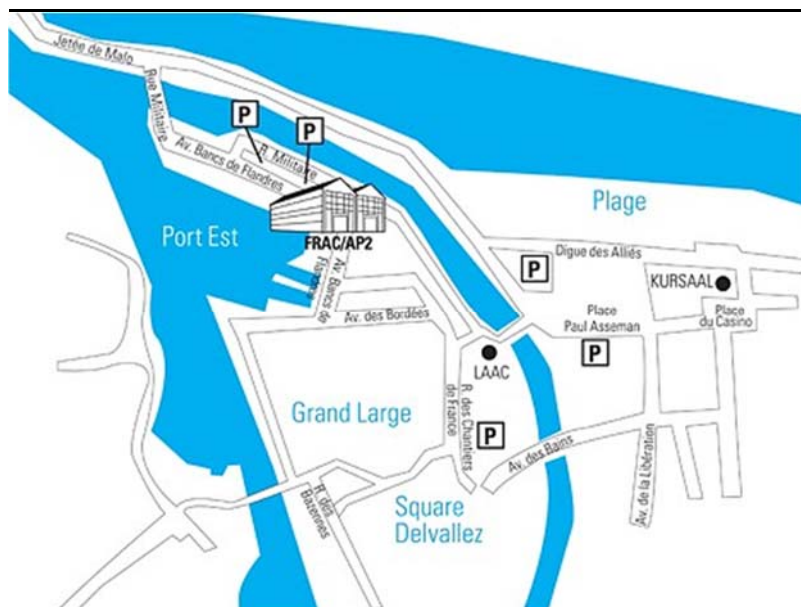 Jetée de Malo
Rue Militaire
P
P
R. Militaire
Av. Bancs de Flandres
Plage
Port Est
FRAC/AP2
Digue des Alliés
P
KURSAAL
Av. Bancs de
Flandres
Av. des Bordées
Place
Paul Asseman
Place
du Casino
P
LAAC
R. des Chantiers
de France
Grand Large
P
Av. des Bains
Av. de la Libération
R. des
Bazennes
Square
Delvallez